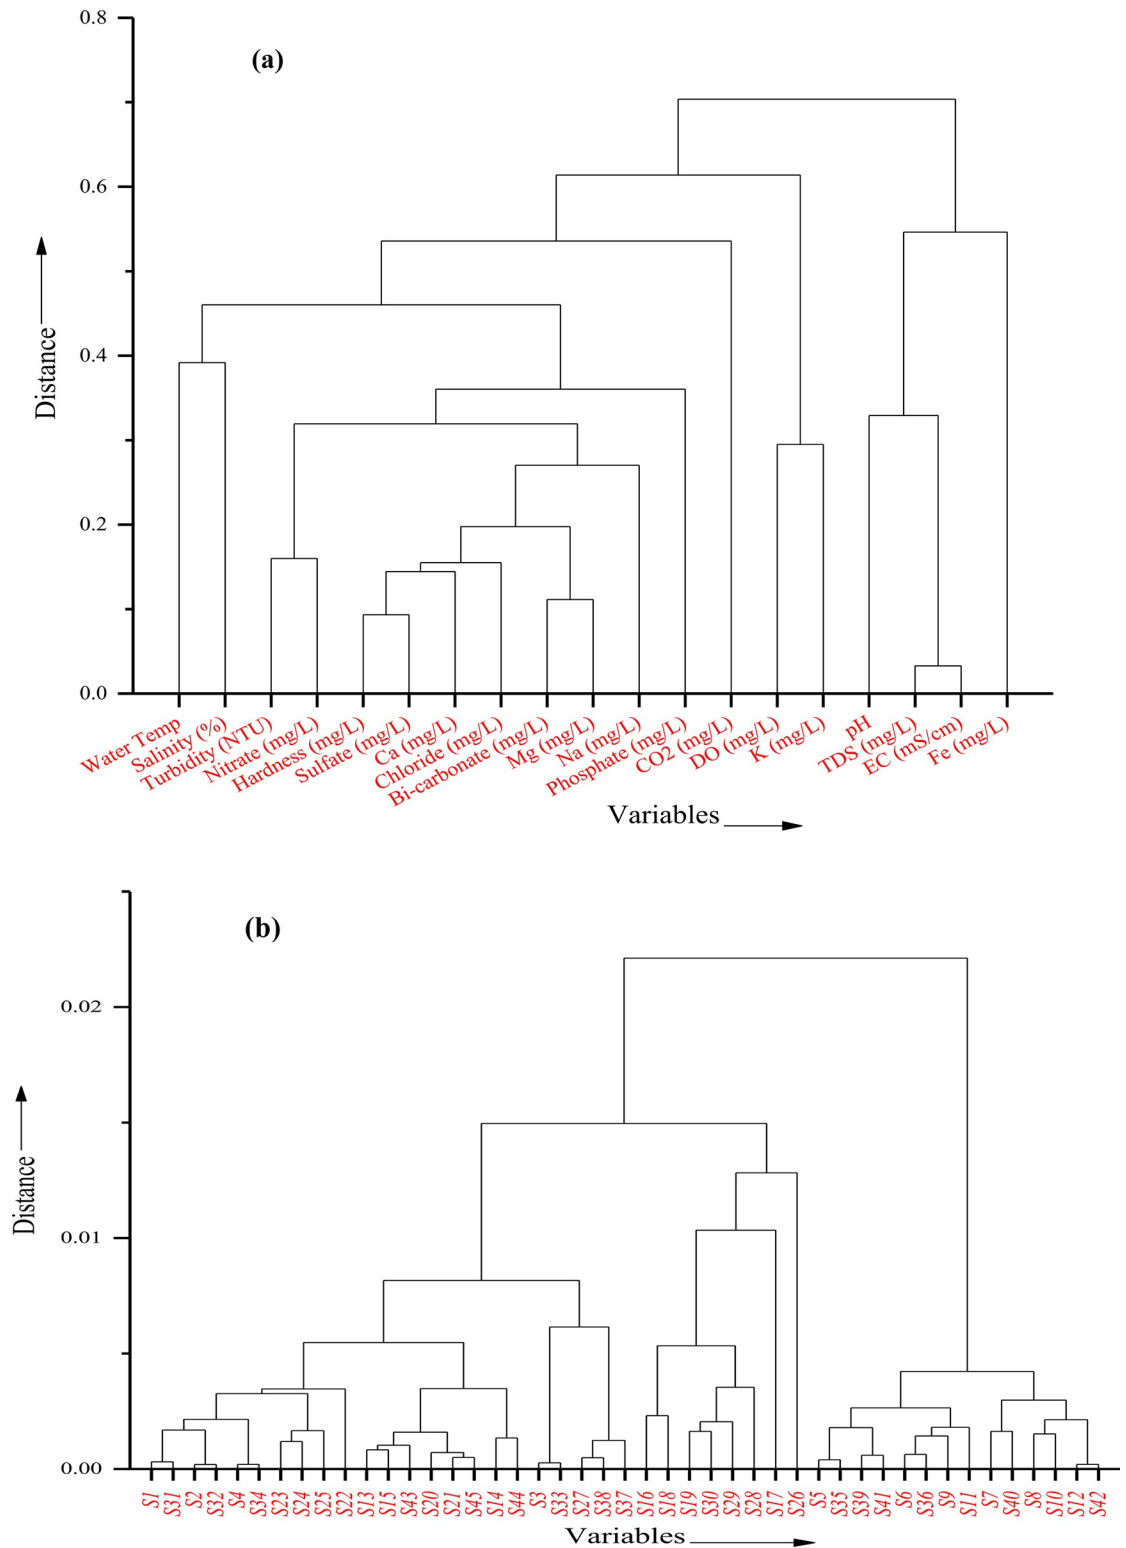 (a)
0.8
0.6
0.4
0.2
0.0
Distance
Water Temp
Salinity (%)
Turbidity (NTU)
Nitrate (mg/L)
Hardness (mg/L)
Sulfate (mg/L)
Ca (mg/L)
Chloride (mg/L)
Bi-carbonate (mg/L)
Mg (mg/L)
Na (mg/L)
Phosphate (mg/L)
CO2 (mg/L)
DO (mg/L)
K (mg/L)
pH
TDS (mg/L)
EC (mS/cm)
Fe (mg/L)
Variables
(b)
0.02
0.01
0.00
Distance
S1
S31
S2
S32
S4
S34
S23
S24
S25
S22
S13
S15
S43
S20
S21
S45
S14
S44
S3
S33
S27
S38
S37
S16
S18
S19
S30
S29
S28
S17
S26
S5
S35
S39
S41
S6
S36
S9
S11
S7
S40
S8
S10
S12
S42
Variables